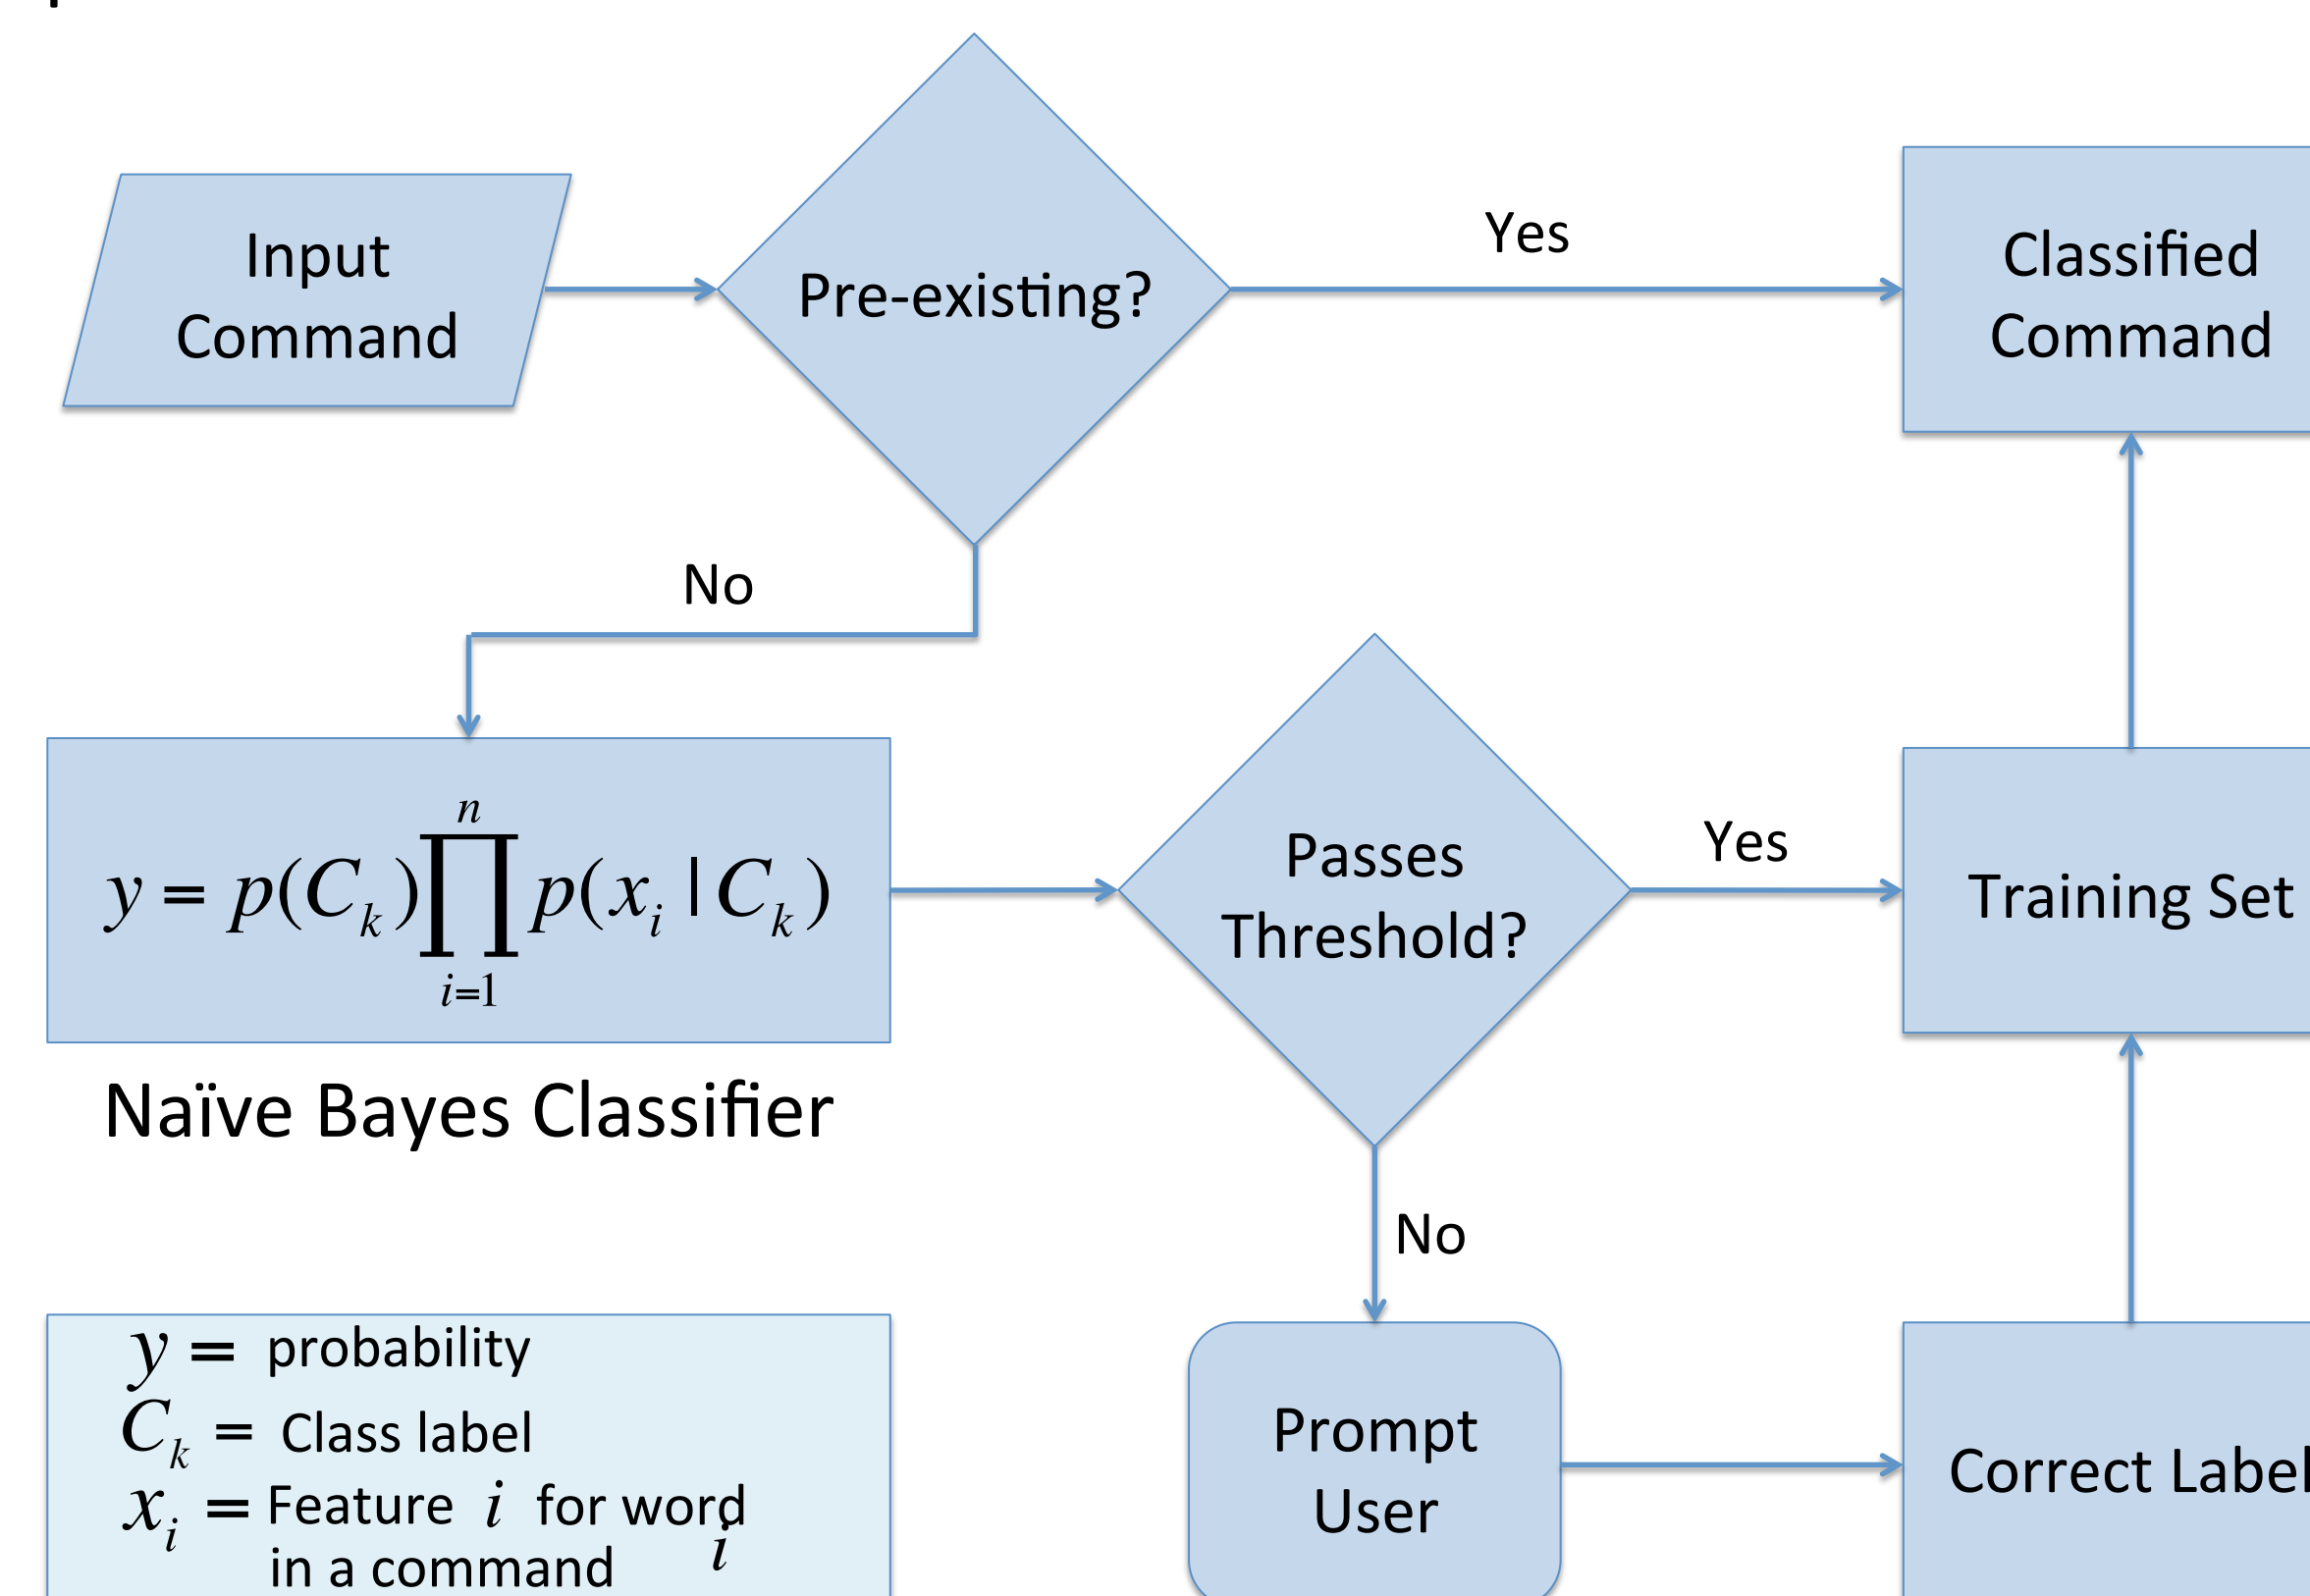 Input
Command
Pre-existing?
Yes
Classified
Command
No
y = p(C_k) ∏_{i=1}^{n} p(x_i | C_k)
Passes
Threshold?
Yes
Training Set
Naïve Bayes Classifier
No
y = probability
C_k = Class label
x_i = Feature i for word i
in a command
Prompt
User
Correct Label